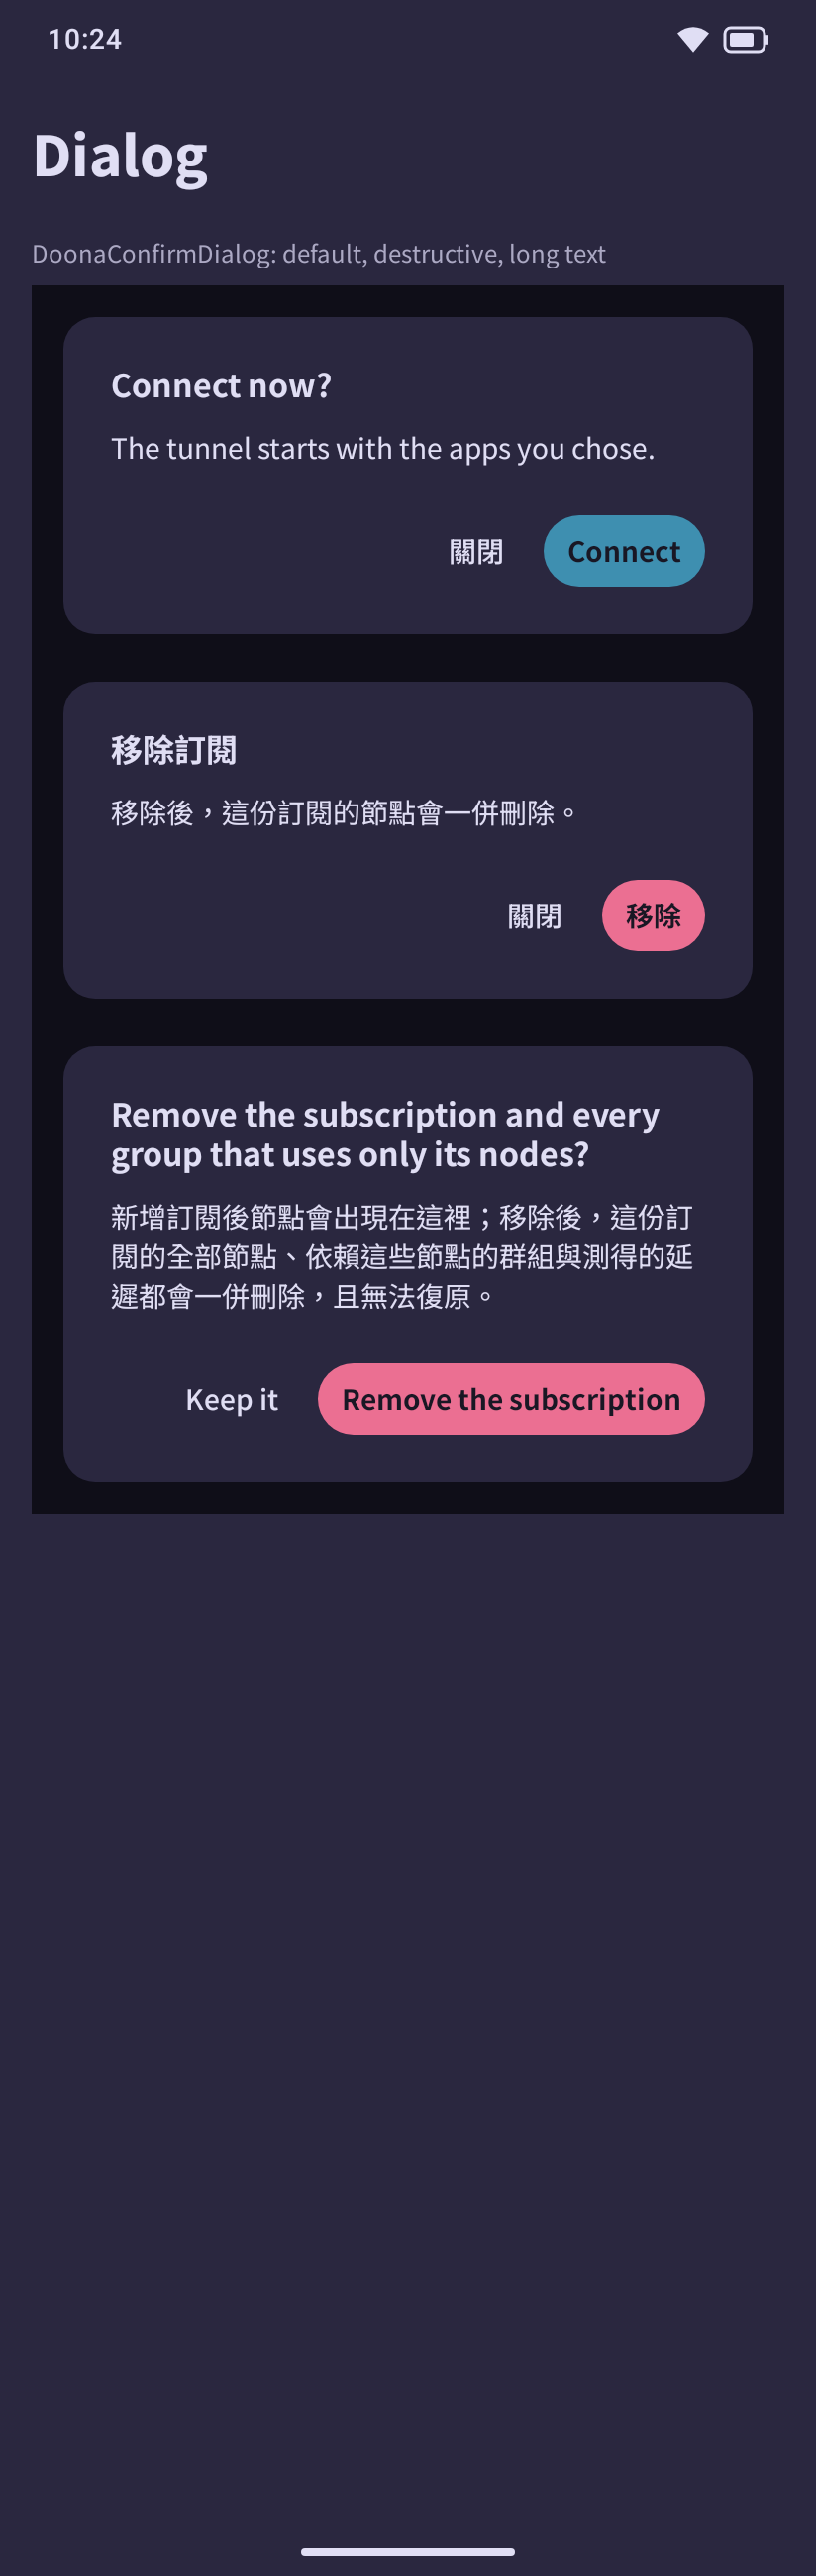 10:24
Dialog
DoonaConfirmDialog: default, destructive, long text
Connect now?
The tunnel starts with the apps you chose.
關閉 Connect
移除訂閱
移除後，這份訂閱的節點會一併刪除。
關閉 移除
Remove the subscription and every
group that uses only its nodes?
新增訂閱後節點會出現在這裡；移除後，這份訂
閱的全部節點、依賴這些節點的群組與測得的延
遲都會一併刪除，且無法復原。
Keep it Remove the subscription